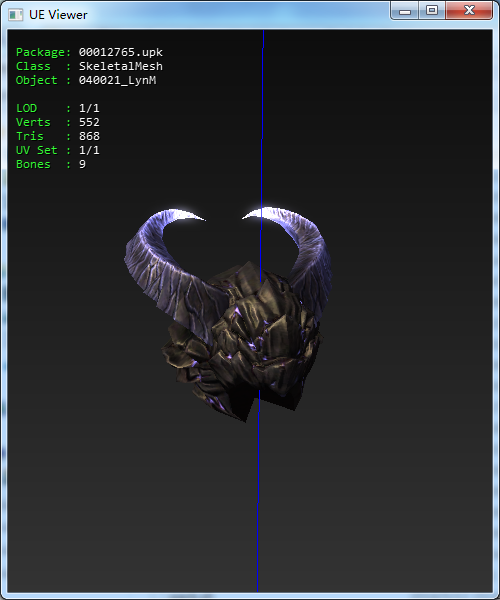 UE Viewer
Package: 00012765.upk
Class : SkeletalMesh
Object : 040021_LynM
LOD : 1/1
Verts : 552
Tris : 868
UV Set : 1/1
Bones : 9